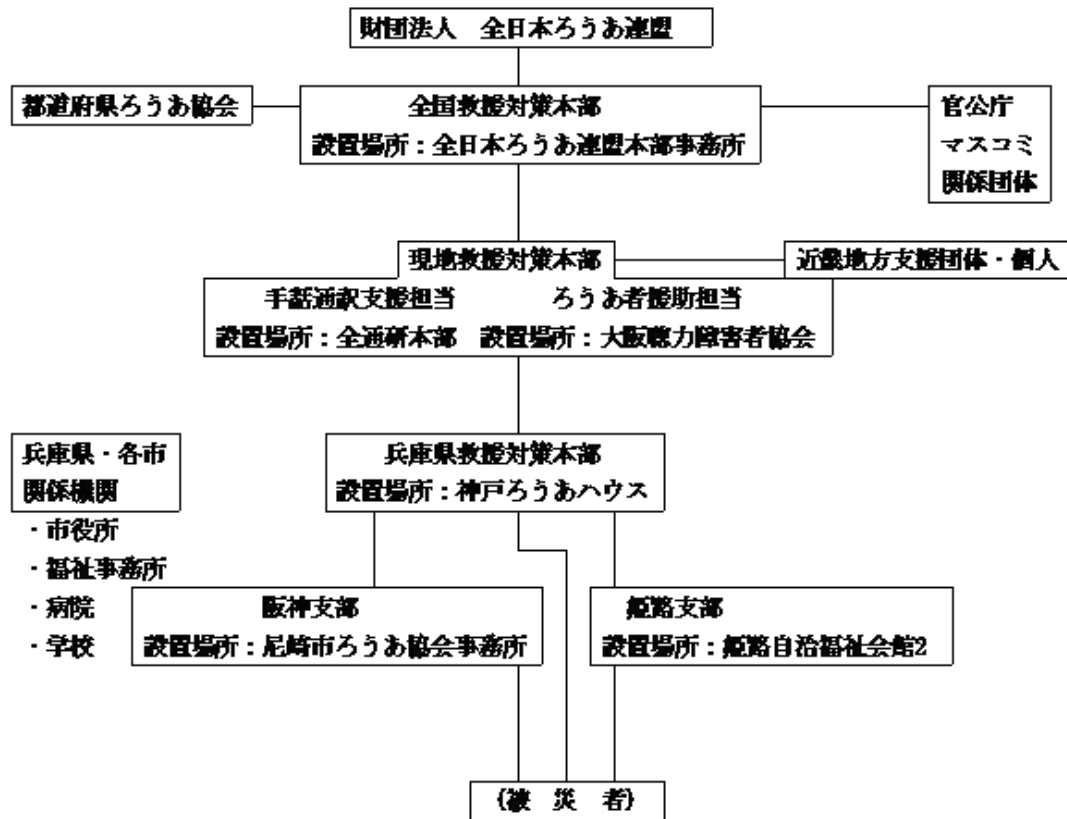 財団法人　全日本ろうあ連盟
都道府県ろうあ協会
全国救援対策本部
設置場所：全日本ろうあ連盟本部事務所
官公庁
マスコミ
関係団体
現地救援対策本部
近畿地方支援団体・個人
手話通訳支援担当　　　　ろうあ者援助担当
設置場所：全通研本部　設置場所：大阪聴力障害者協会
兵庫県・各市
関係機関
・市役所
・福祉事務所
・病院
・学校
兵庫県救援対策本部
設置場所：神戸ろうあハウス
阪神支部
設置場所：尼崎市ろうあ協会事務所
姫路支部
設置場所：姫路自治福祉会館2
(被　災　者)